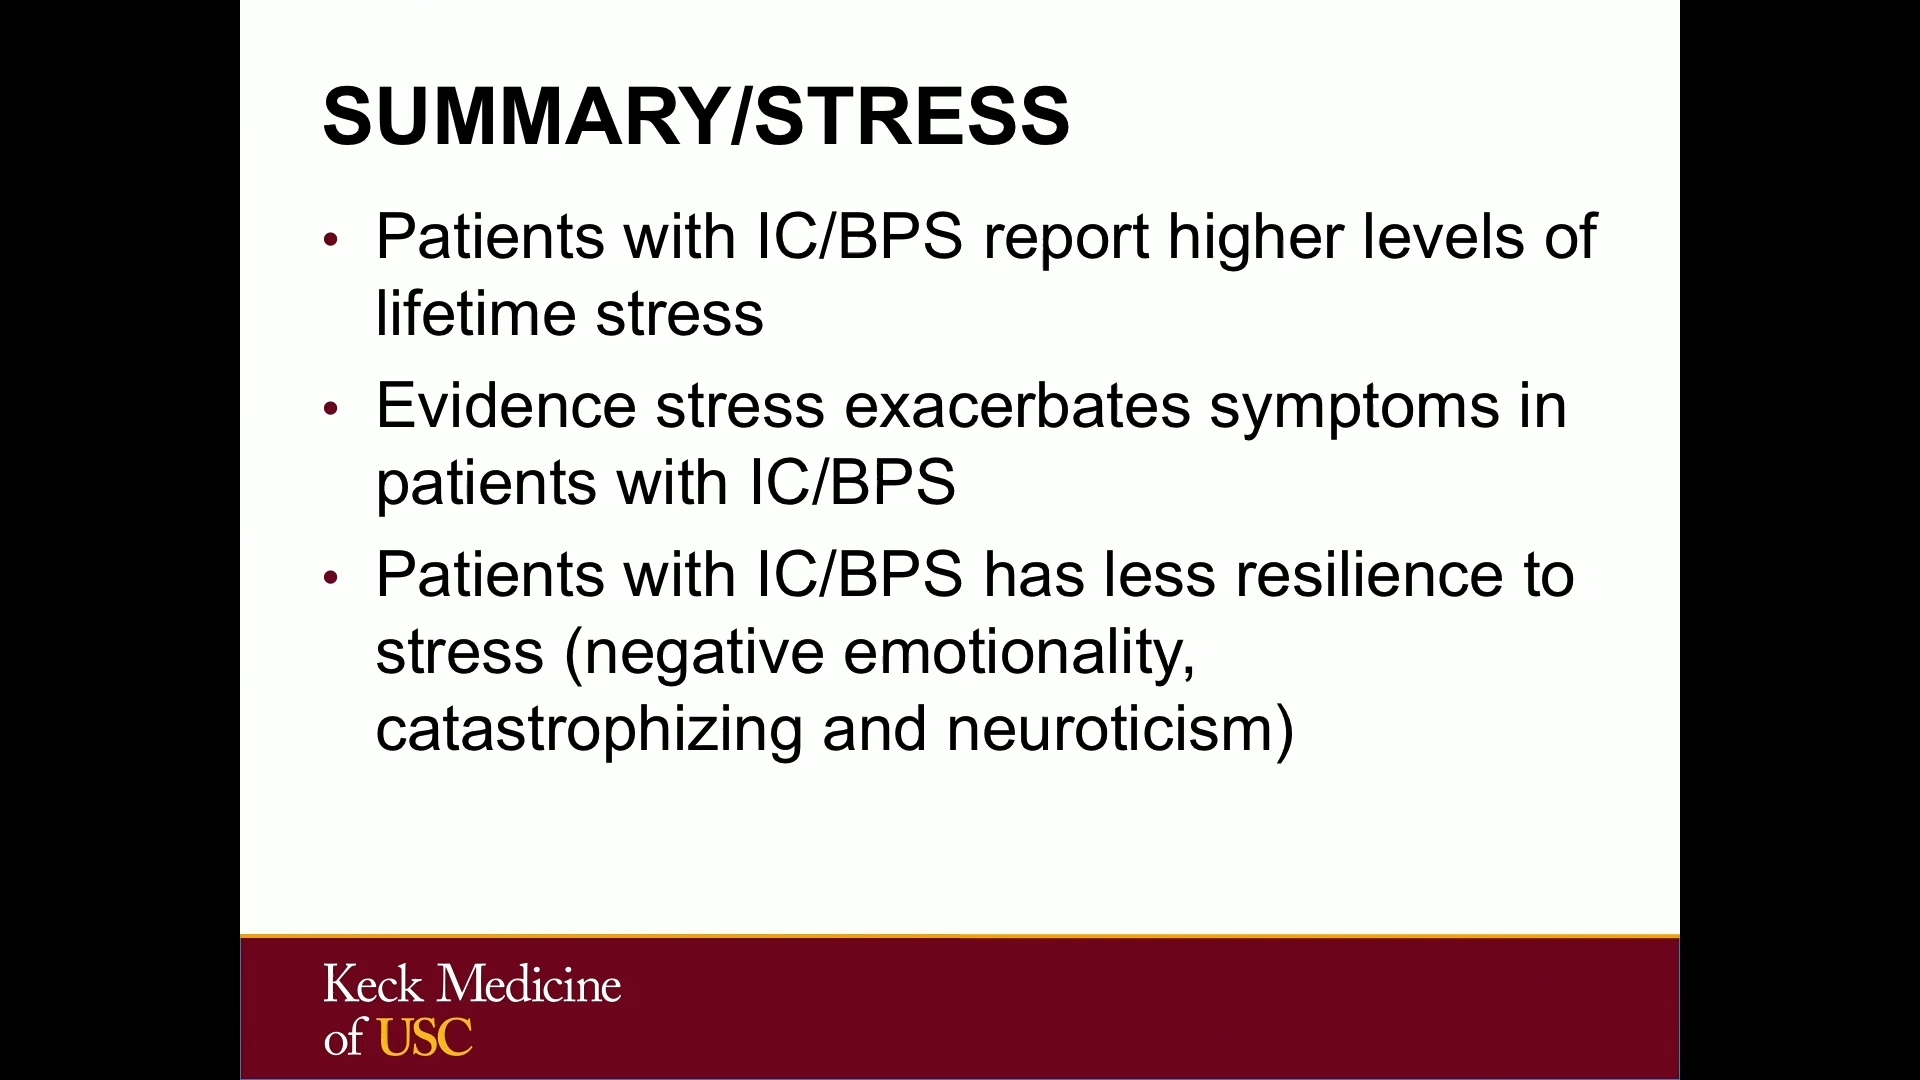 SUMMARY/STRESS
• Patients with IC/BPS report higher levels of
lifetime stress
• Evidence stress exacerbates symptoms in
patients with IC/BPS
• Patients with IC/BPS has less resilience to
stress (negative emotionality,
catastrophizing and neuroticism)
Keck Medicine
of USC